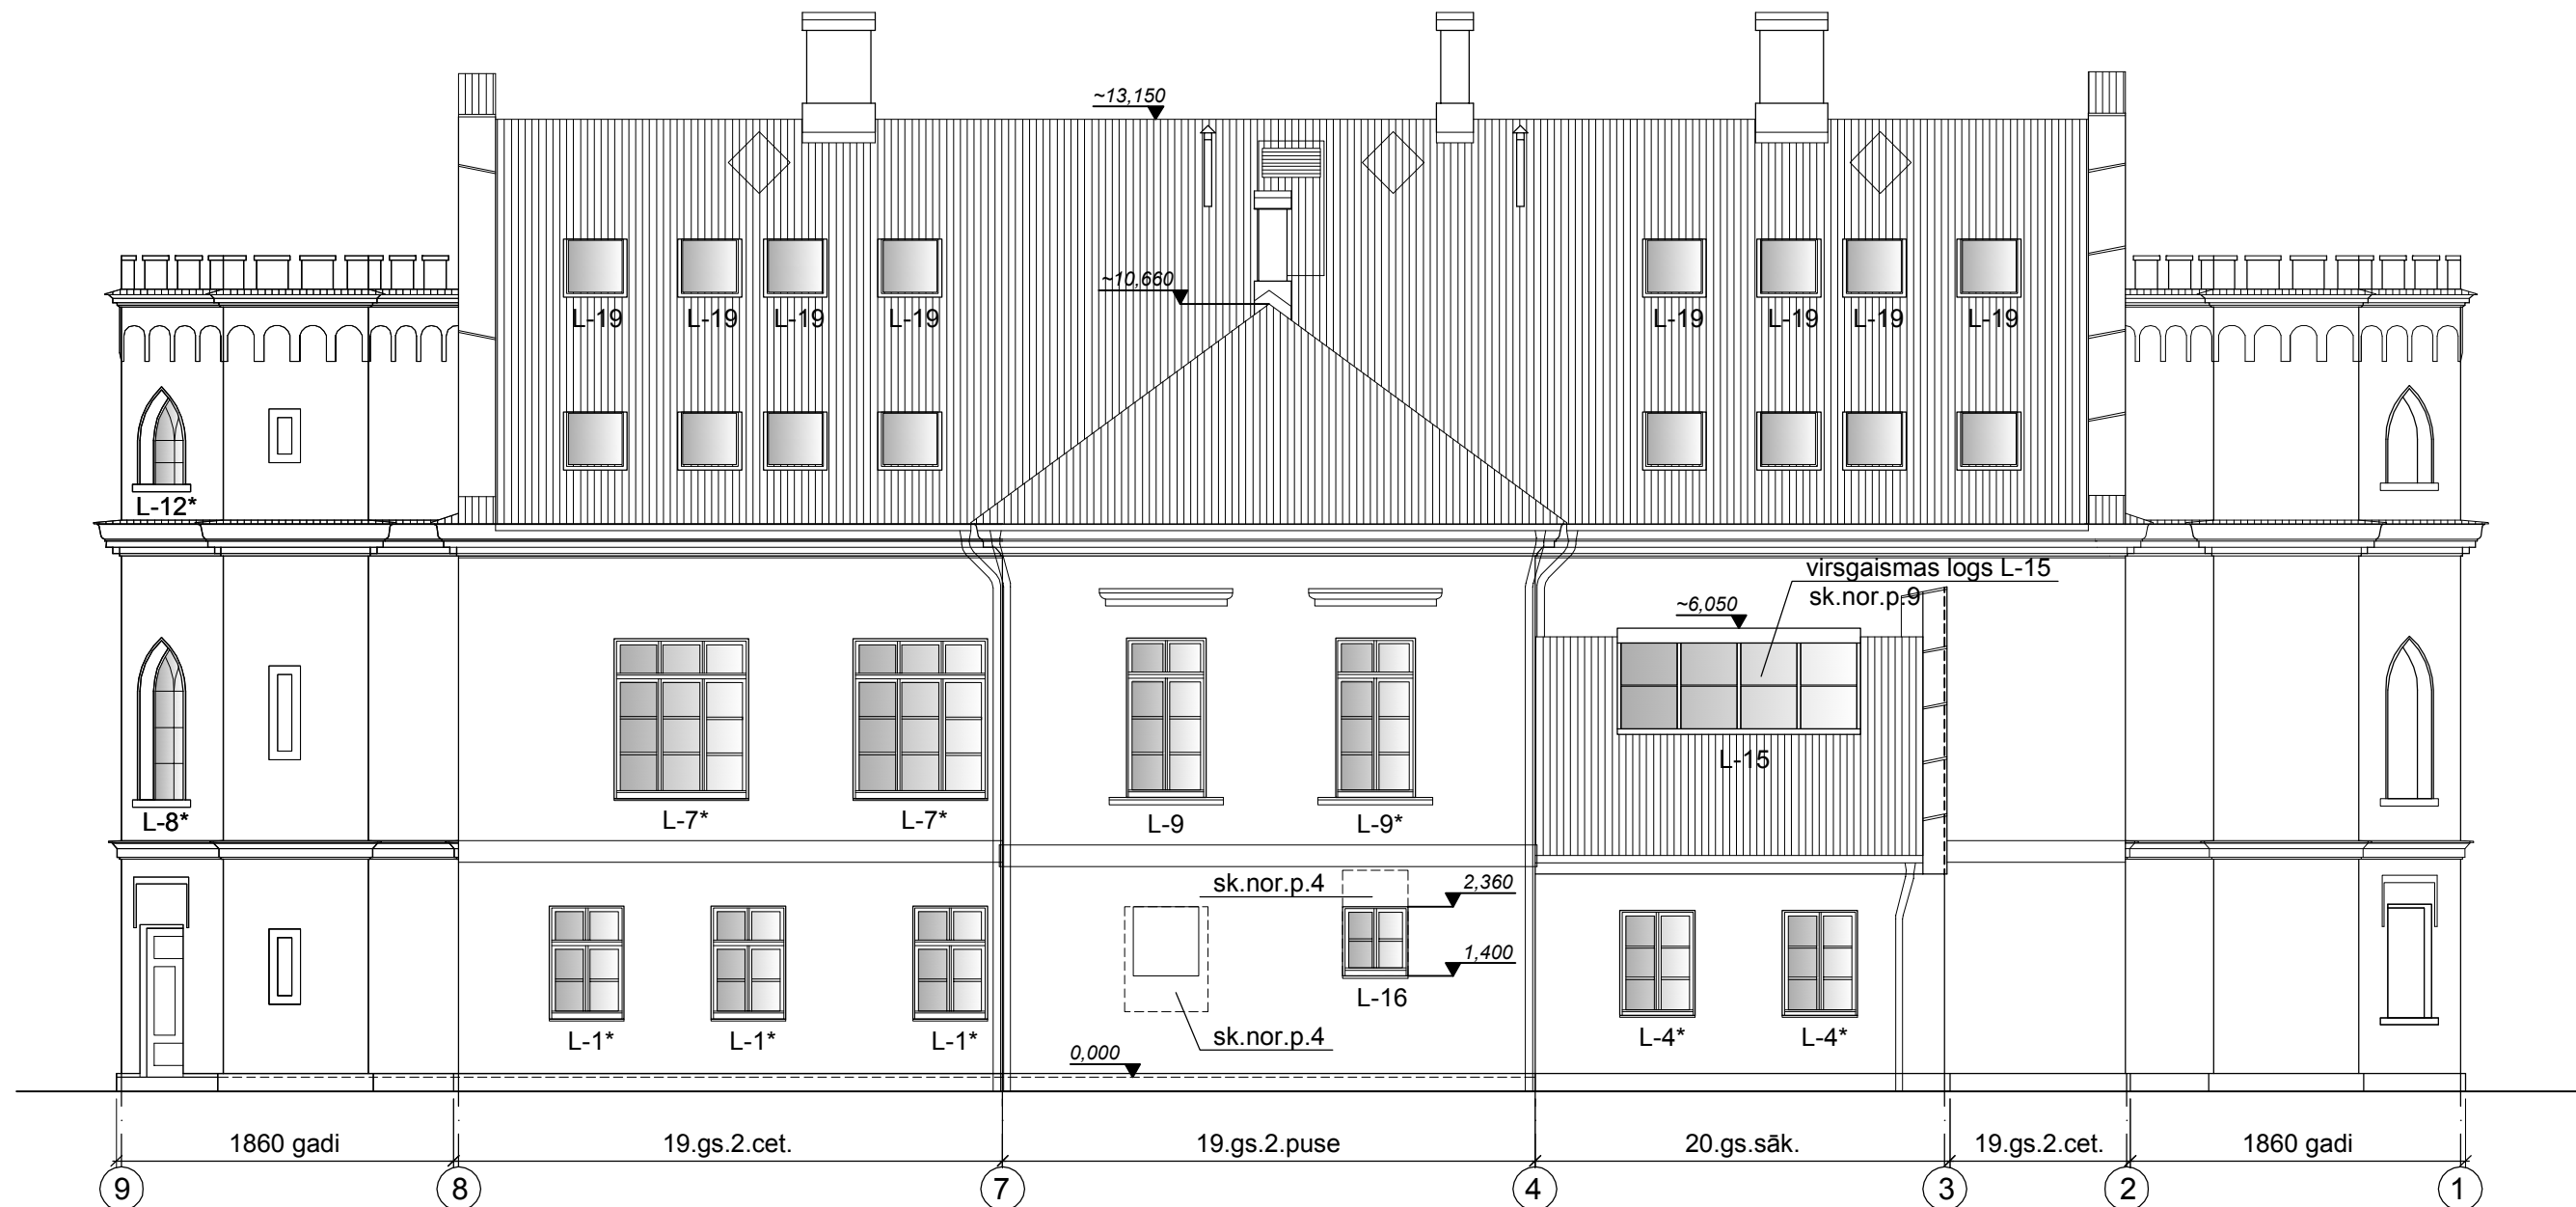 ~13,150
~10,660
L-19 L-19 L-19 L-19 L-19 L-19 L-19 L-19
L-12*
virsgaismas logs L-15
sk.nor.p.9
~6,050
L-15
L-8* L-7* L-7* L-9 L-9*
sk.nor.p.4 2,360
1,400
L-16
L-1* L-1* L-1* sk.nor.p.4 L-4* L-4*
0,000
1860 gadi 19.gs.2.cet. 19.gs.2.puse 20.gs.sāk. 19.gs.2.cet. 1860 gadi
9 8 7 4 3 2 1